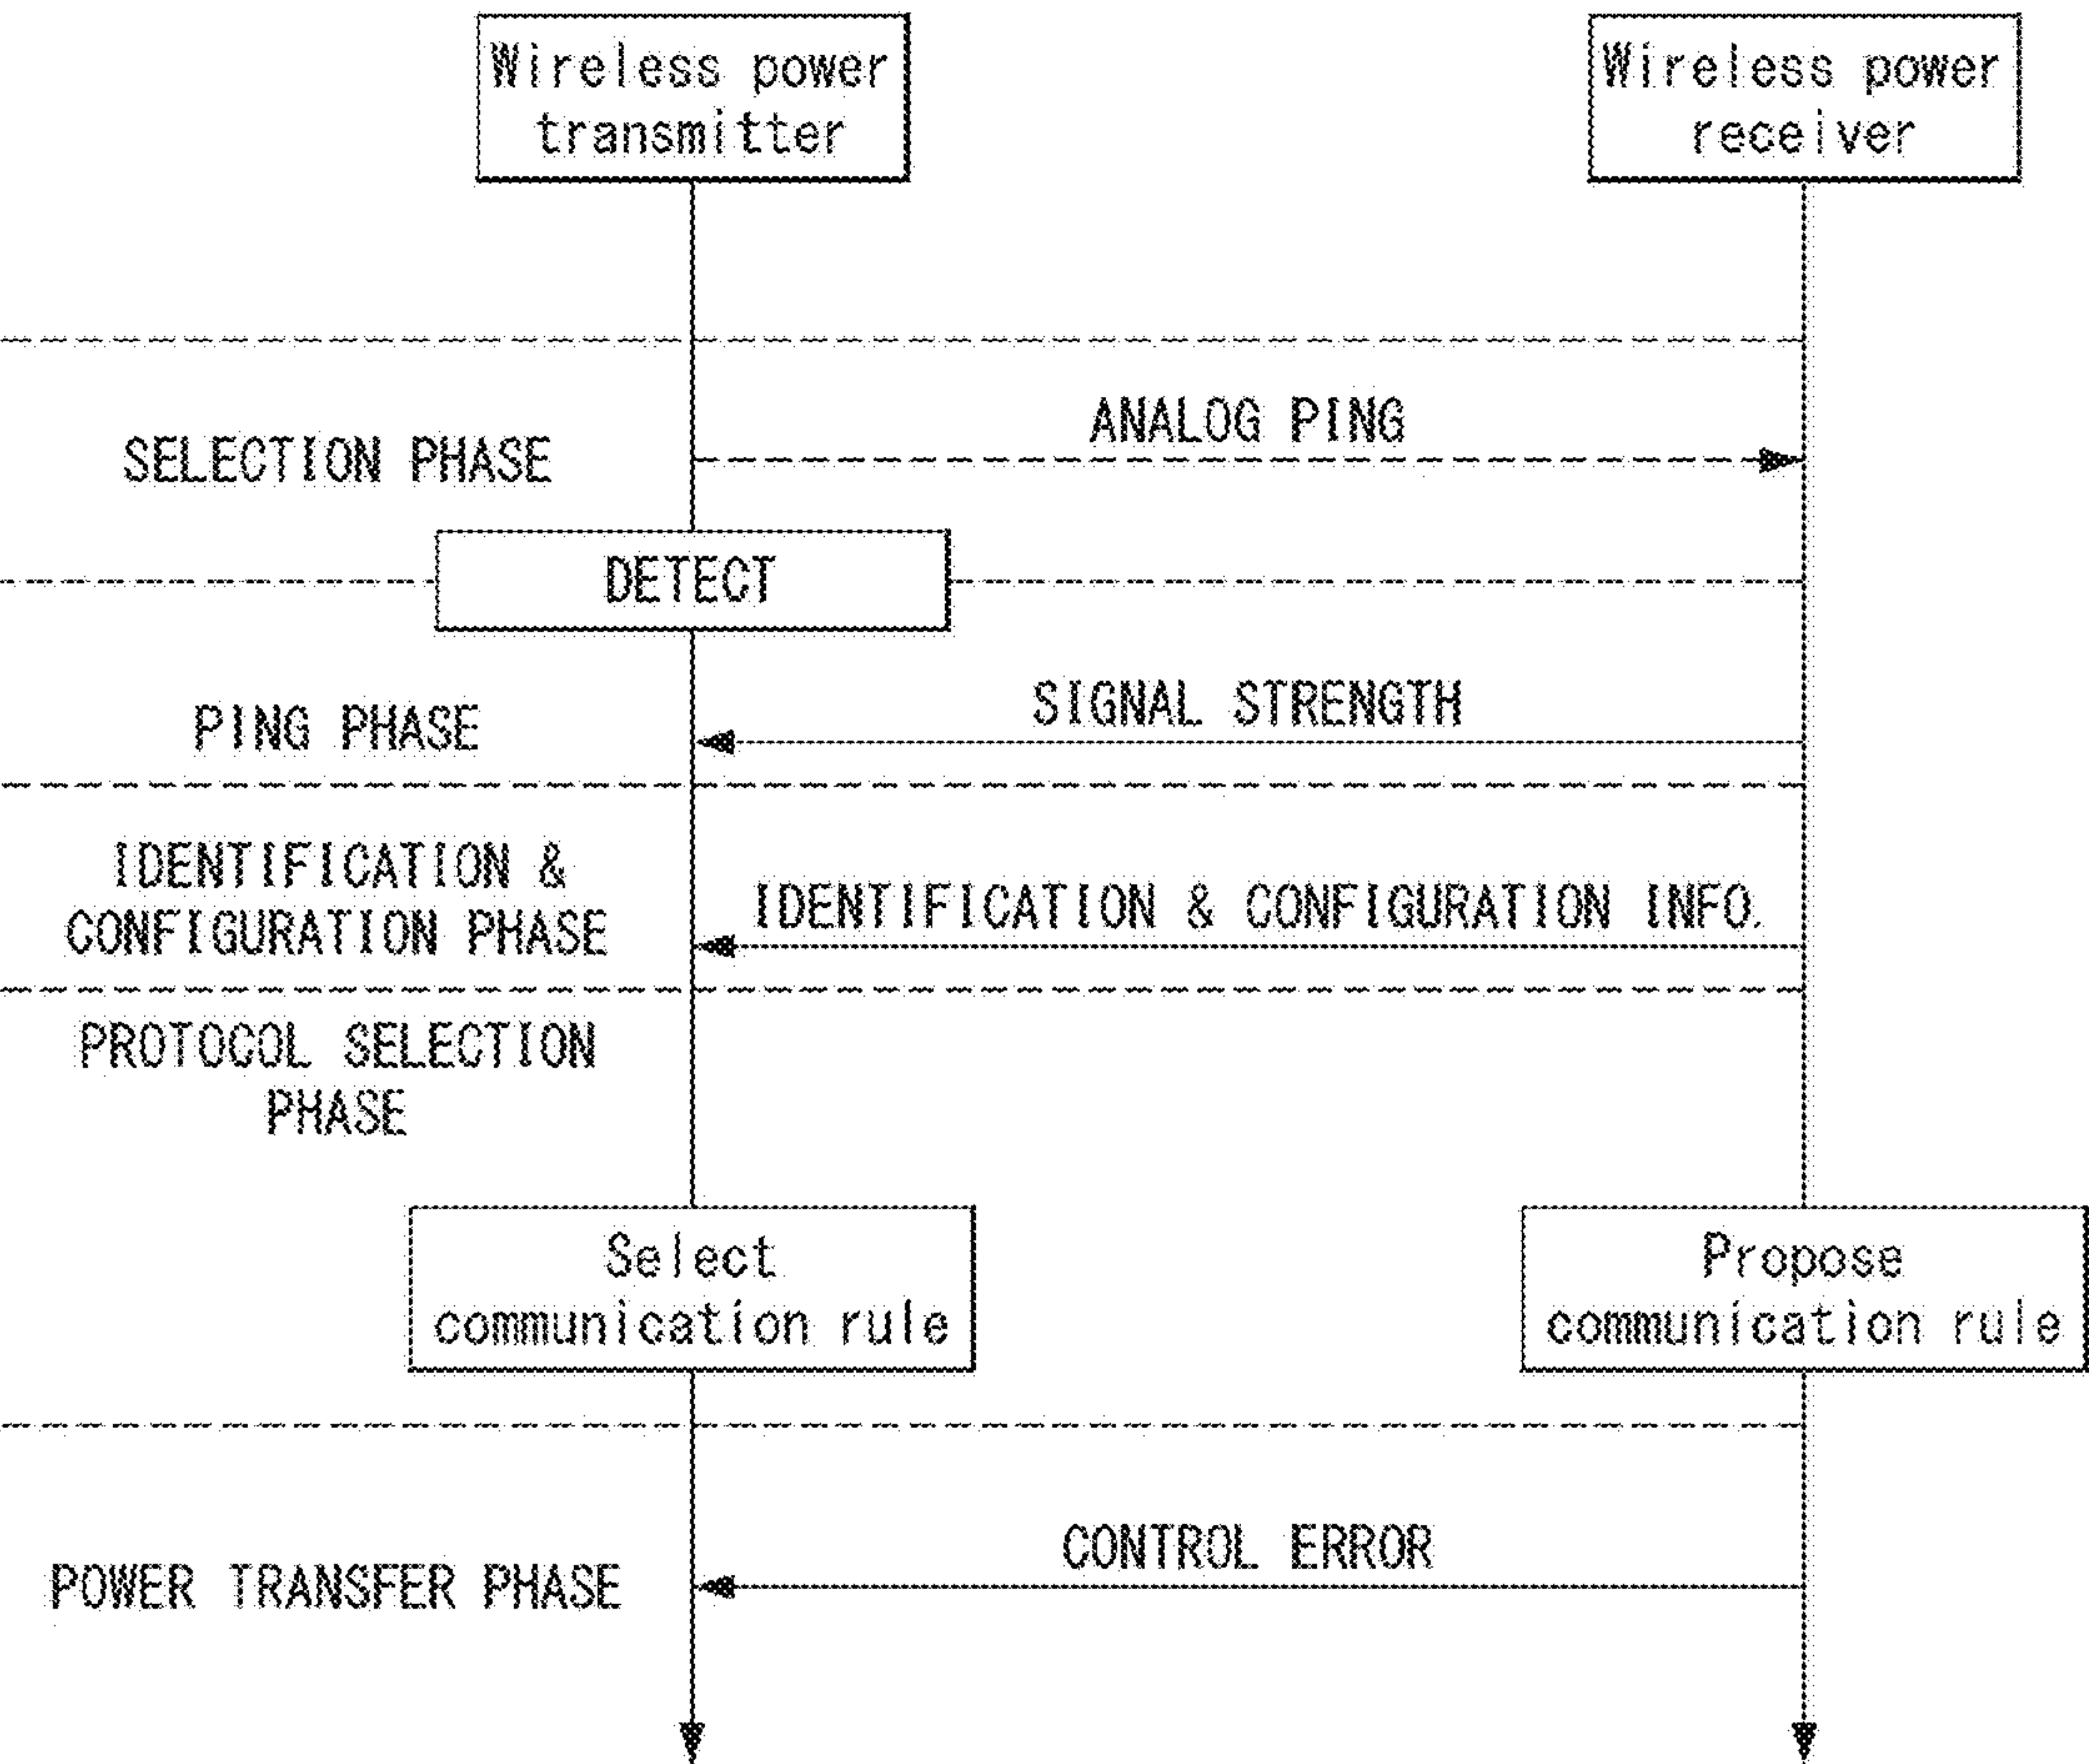 Wireless power
transmitter
Wireless power
receiver
ANALOG PING
SELECTION PHASE
DETECT
SIGNAL STRENGTH
PING PHASE
IDENTIFICATION &
CONFIGURATION PHASE
IDENTIFICATION & CONFIGURATION INFO.
PROTOCOL SELECTION
PHASE
Select
communication rule
Propose
communication rule
CONTROL ERROR
POWER TRANSFER PHASE